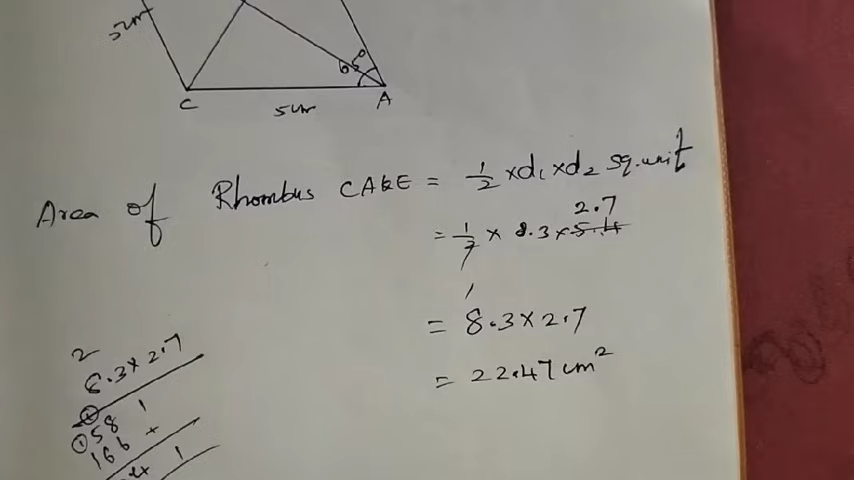 5cm
65°
C
A
5cm
Area of Rhombus CAKE = 1/2 × d₁ × d₂ Sq.unit
2.7
= 1/2 × 8.3 × 5.4
1
= 8.3 × 2.7
= 22.47 cm²
2
8.3 × 2.7
581
166+
1